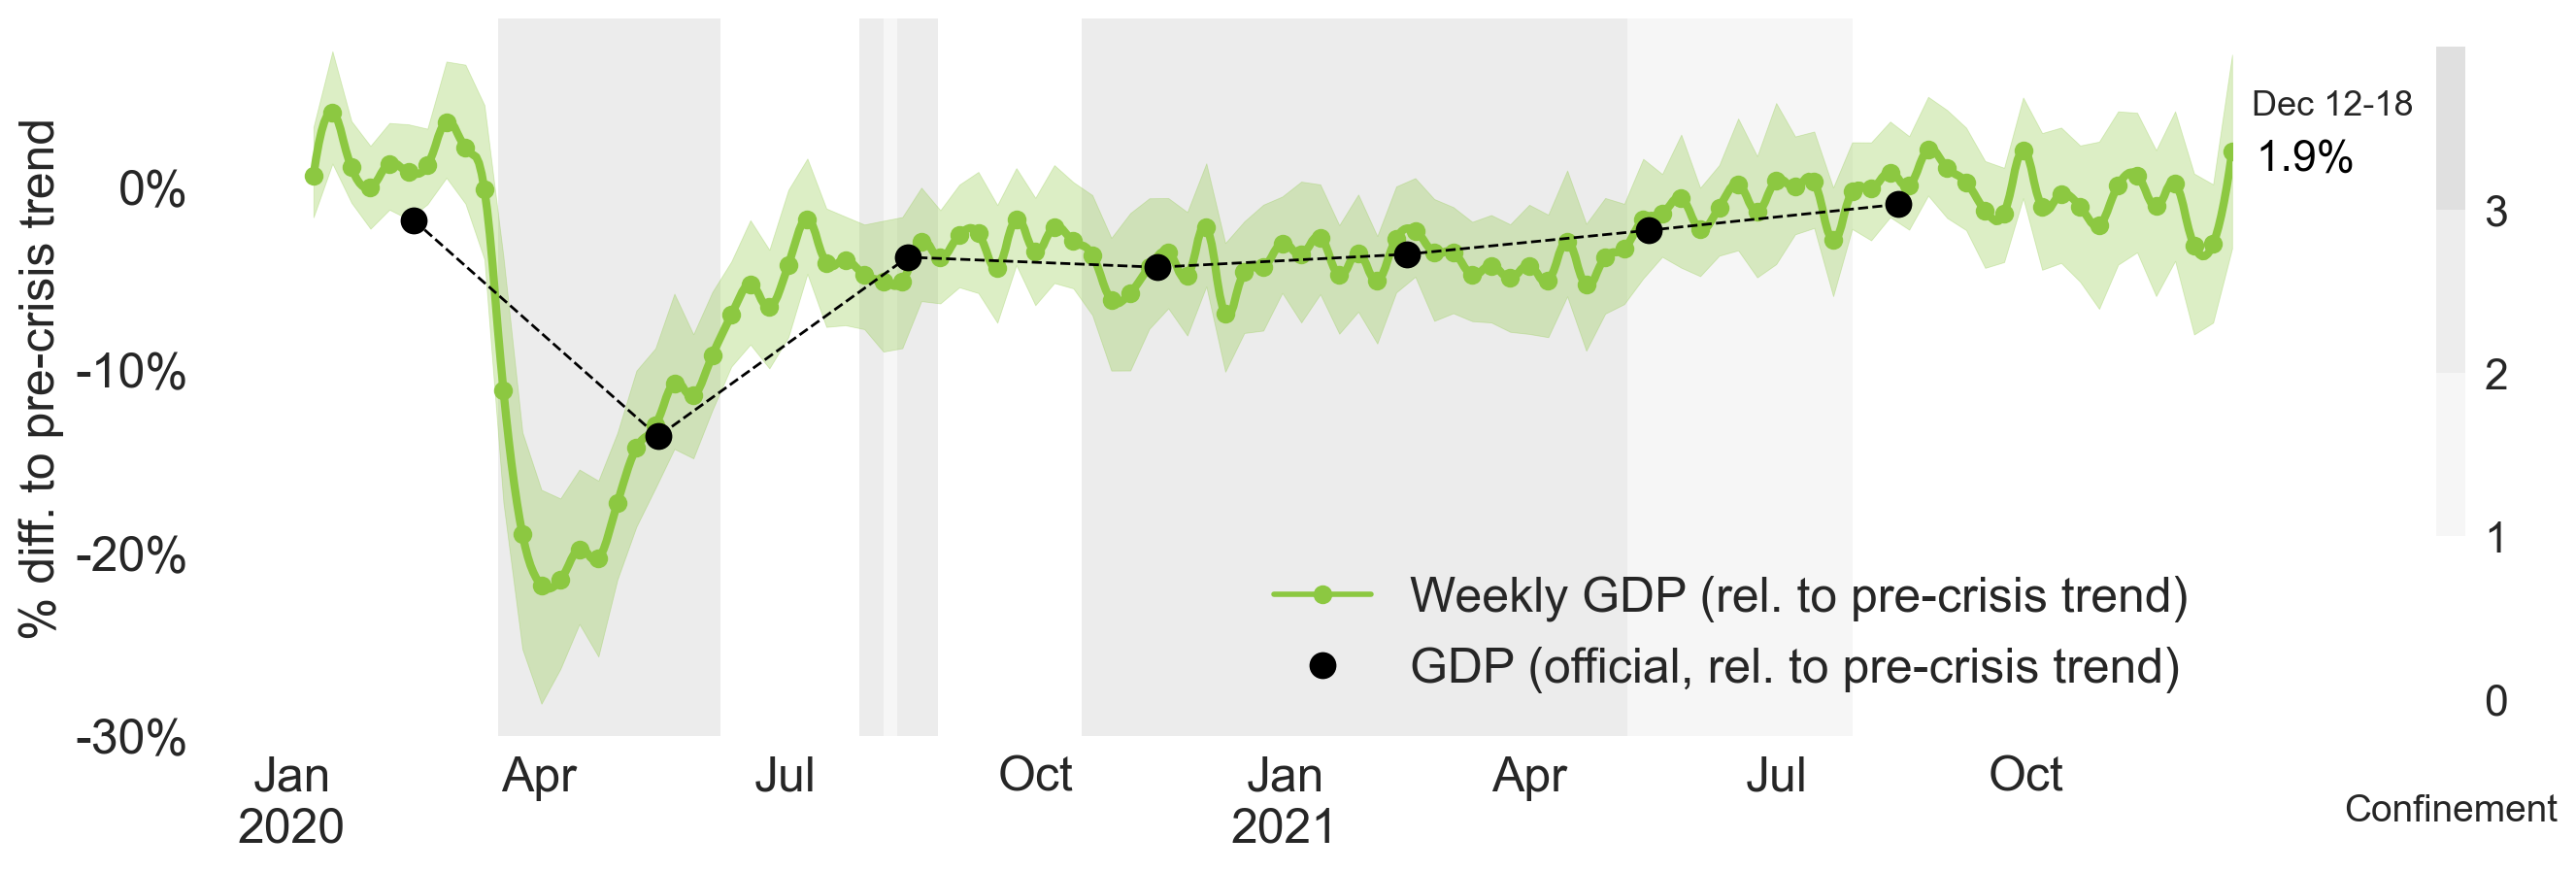 % diff. to pre-crisis trend
0%
-10%
-20%
-30%
Jan
2020
Apr
Jul
Oct
Jan
2021
Apr
Jul
Oct
Weekly GDP (rel. to pre-crisis trend)
GDP (official, rel. to pre-crisis trend)
Dec 12-18
1.9%
3
2
1
0
Confinement